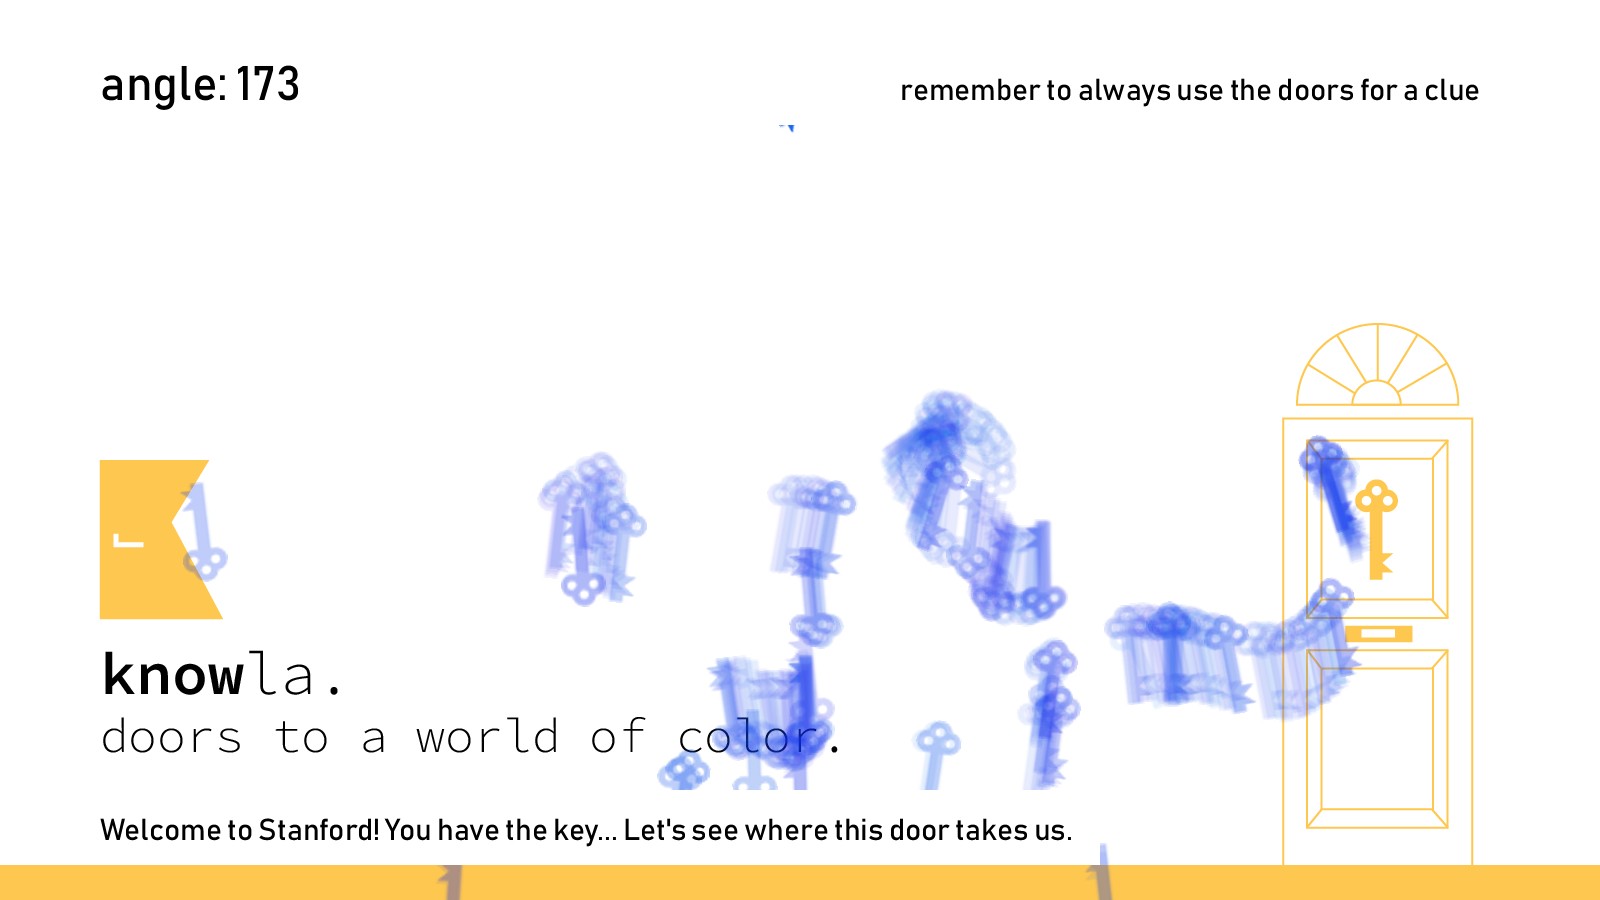 angle: 173
remember to always use the doors for a clue
knowla.
doors to a world of color.
Welcome to Stanford! You have the key... Let's see where this door takes us.